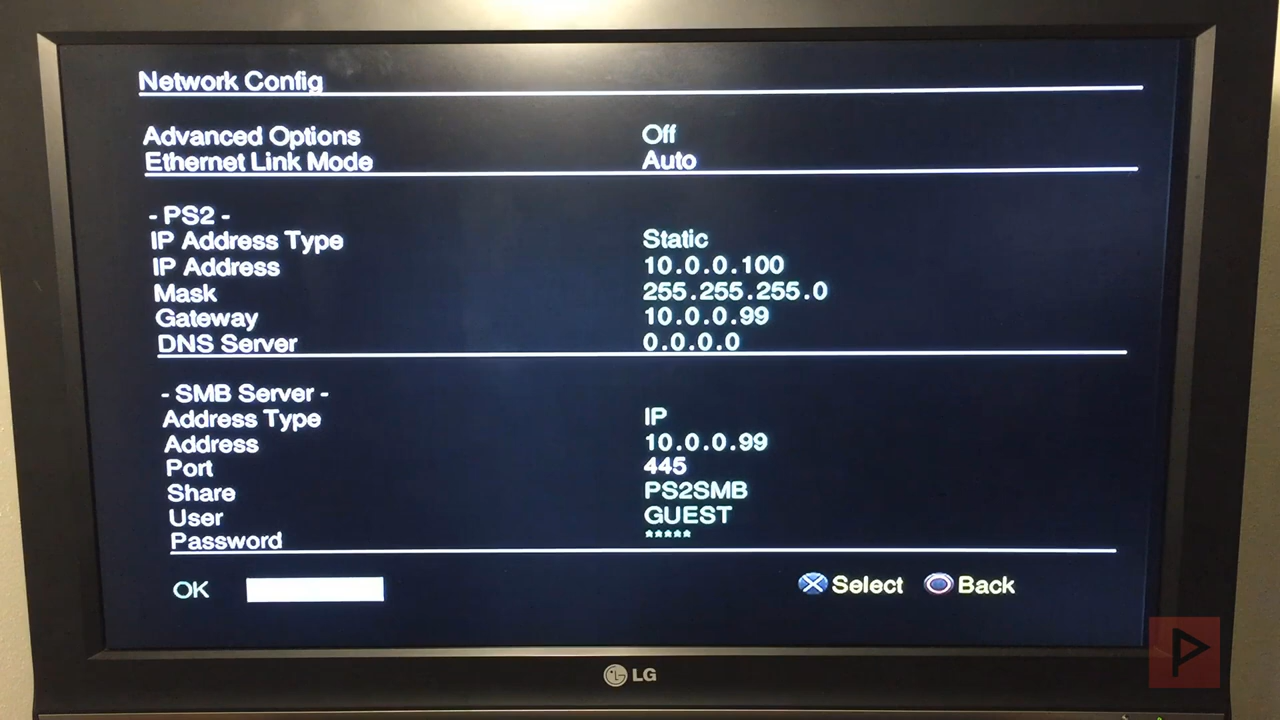 Network Config
Advanced Options Off
Ethernet Link Mode Auto
- PS2 -
IP Address Type Static
IP Address 10.0.0.100
Mask 255.255.255.0
Gateway 10.0.0.99
DNS Server 0.0.0.0
- SMB Server -
Address Type IP
Address 10.0.0.99
Port 445
Share PS2SMB
User GUEST
Password *****
OK Select Back
LG